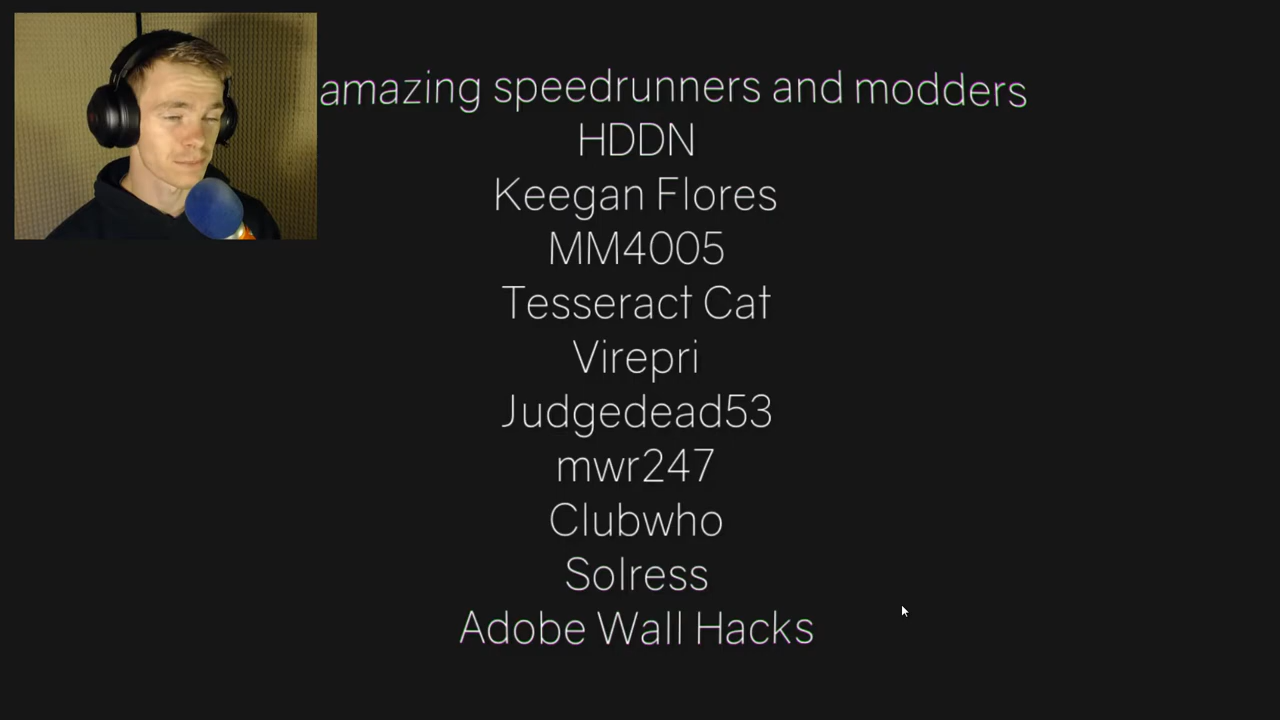 amazing speedrunners and modders
HDDN
Keegan Flores
MM4005
Tesseract Cat
Virepri
Judgedead53
mwr247
Clubwho
Solress
Adobe Wall Hacks